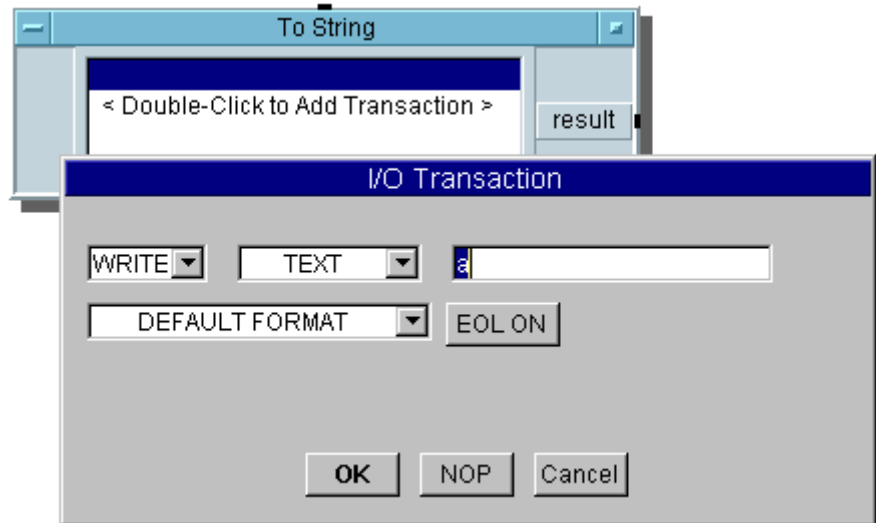 To String
< Double-Click to Add Transaction >
result
I/O Transaction
WRITE TEXT a
DEFAULT FORMAT EOL ON
OK NOP Cancel